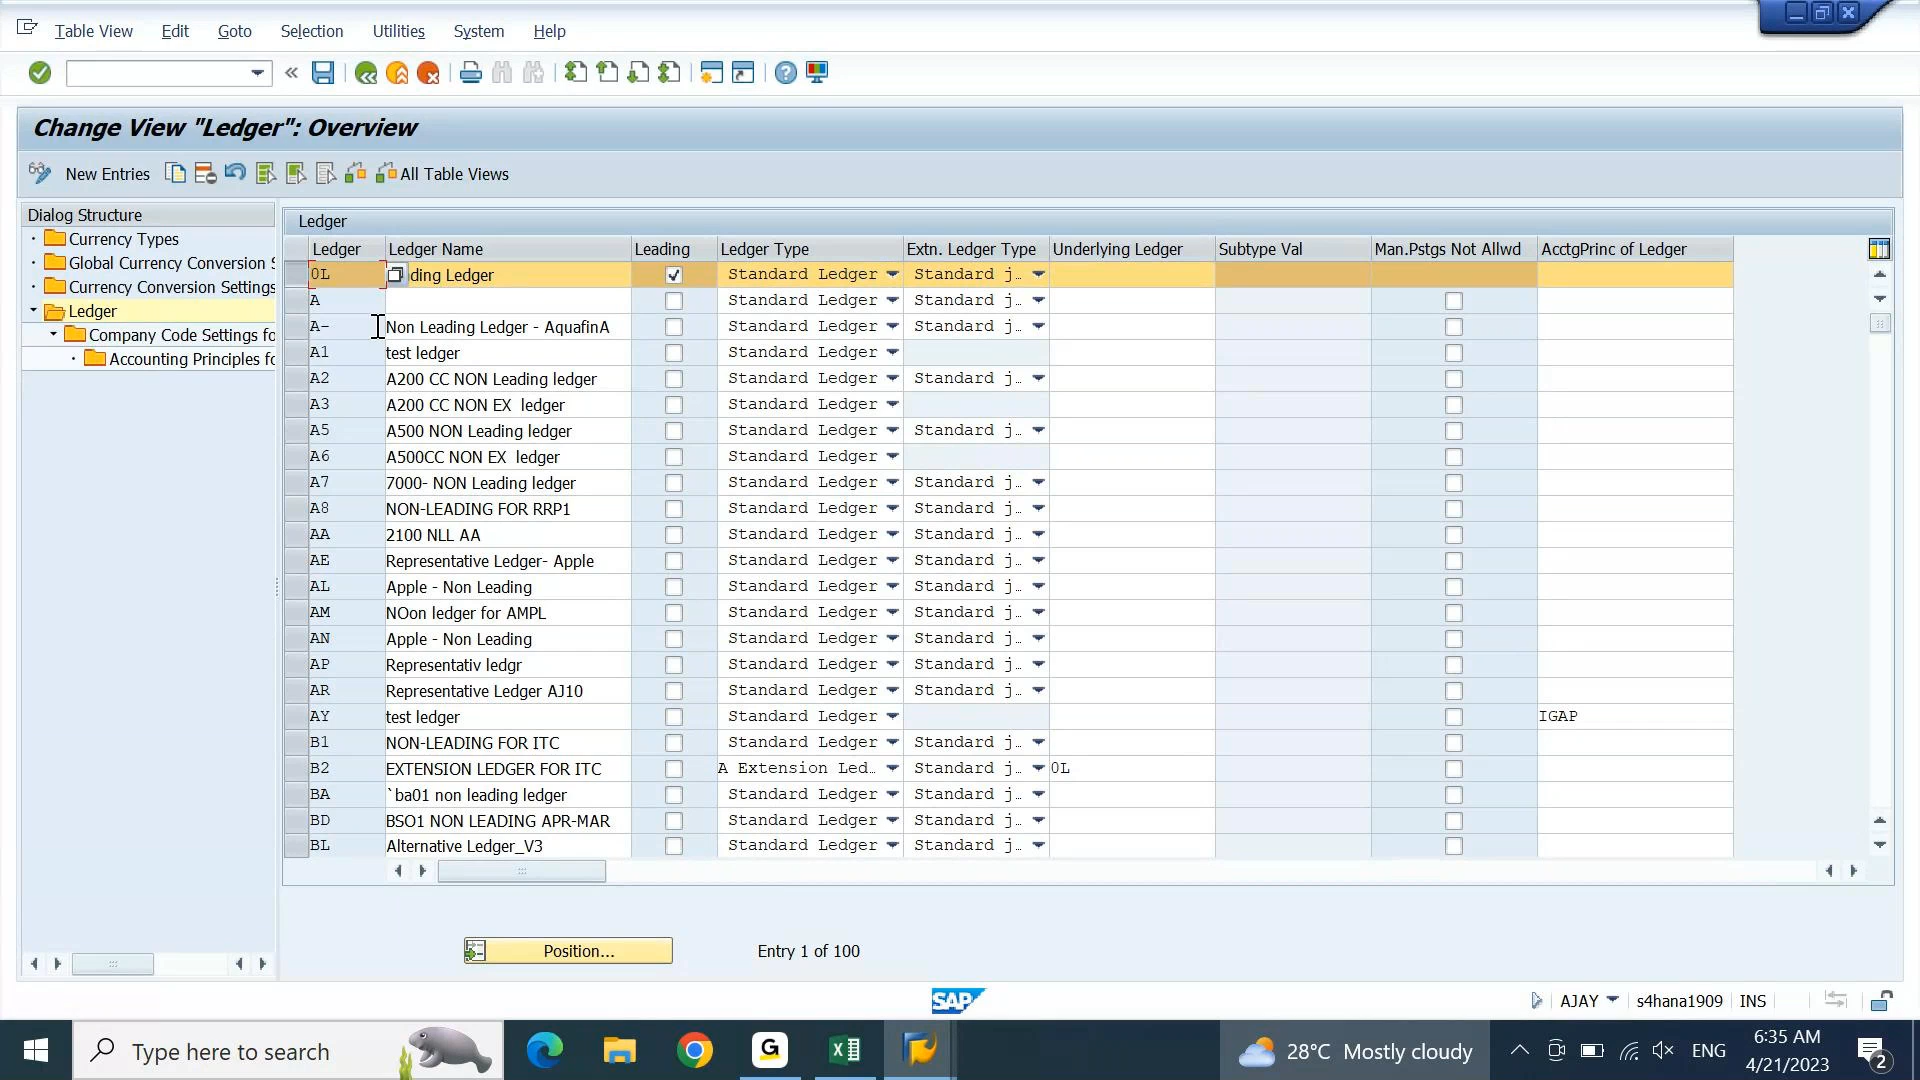 Table View Edit Goto Selection Utilities System Help
Change View "Ledger": Overview
New Entries All Table Views
Dialog Structure
Currency Types
Global Currency Conversion S
Currency Conversion Settings
Ledger
Company Code Settings fo
Accounting Principles fo
Ledger
Ledger Ledger Name Leading Ledger Type Extn. Ledger Type Underlying Ledger Subtype Val Man.Pstgs Not Allwd AcctgPrinc of Ledger
0L ding Ledger Standard Ledger Standard j…
A Standard Ledger Standard j…
A- Non Leading Ledger - AquafinA Standard Ledger Standard j…
A1 test ledger Standard Ledger
A2 A200 CC NON Leading ledger Standard Ledger Standard j…
A3 A200 CC NON EX  ledger Standard Ledger
A5 A500 NON Leading ledger Standard Ledger Standard j…
A6 A500CC NON EX  ledger Standard Ledger
A7 7000- NON Leading ledger Standard Ledger Standard j…
A8 NON-LEADING FOR RRP1 Standard Ledger Standard j…
AA 2100 NLL AA Standard Ledger Standard j…
AE Representative Ledger- Apple Standard Ledger Standard j…
AL Apple - Non Leading Standard Ledger Standard j…
AM NOon ledger for AMPL Standard Ledger Standard j…
AN Apple - Non Leading Standard Ledger Standard j…
AP Representativ ledgr Standard Ledger Standard j…
AR Representative Ledger AJ10 Standard Ledger Standard j…
AY test ledger Standard Ledger IGAP
B1 NON-LEADING FOR ITC Standard Ledger Standard j…
B2 EXTENSION LEDGER FOR ITC A Extension Led… Standard j… 0L
BA `ba01 non leading ledger Standard Ledger Standard j…
BD BSO1 NON LEADING APR-MAR Standard Ledger Standard j…
BL Alternative Ledger_V3 Standard Ledger Standard j…
Position... Entry 1 of 100
SAP
AJAY s4hana1909 INS
Type here to search
G
28°C Mostly cloudy
ENG
6:35 AM
4/21/2023
2